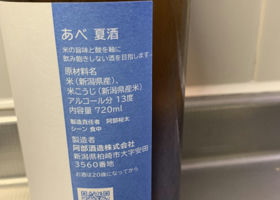 あべ 夏酒
米の旨味と酸を軸に
飲み飽きしない酒を目指します
原材料名
米(新潟県産)、
米こうじ(新潟県産米)
アルコール分 13度
内容量 720ml
製造責任者 阿部裕太
シーン 食中
製造者
阿部酒造株式会社
新潟県柏崎市大字安田
3560番地
お酒は20歳になってから